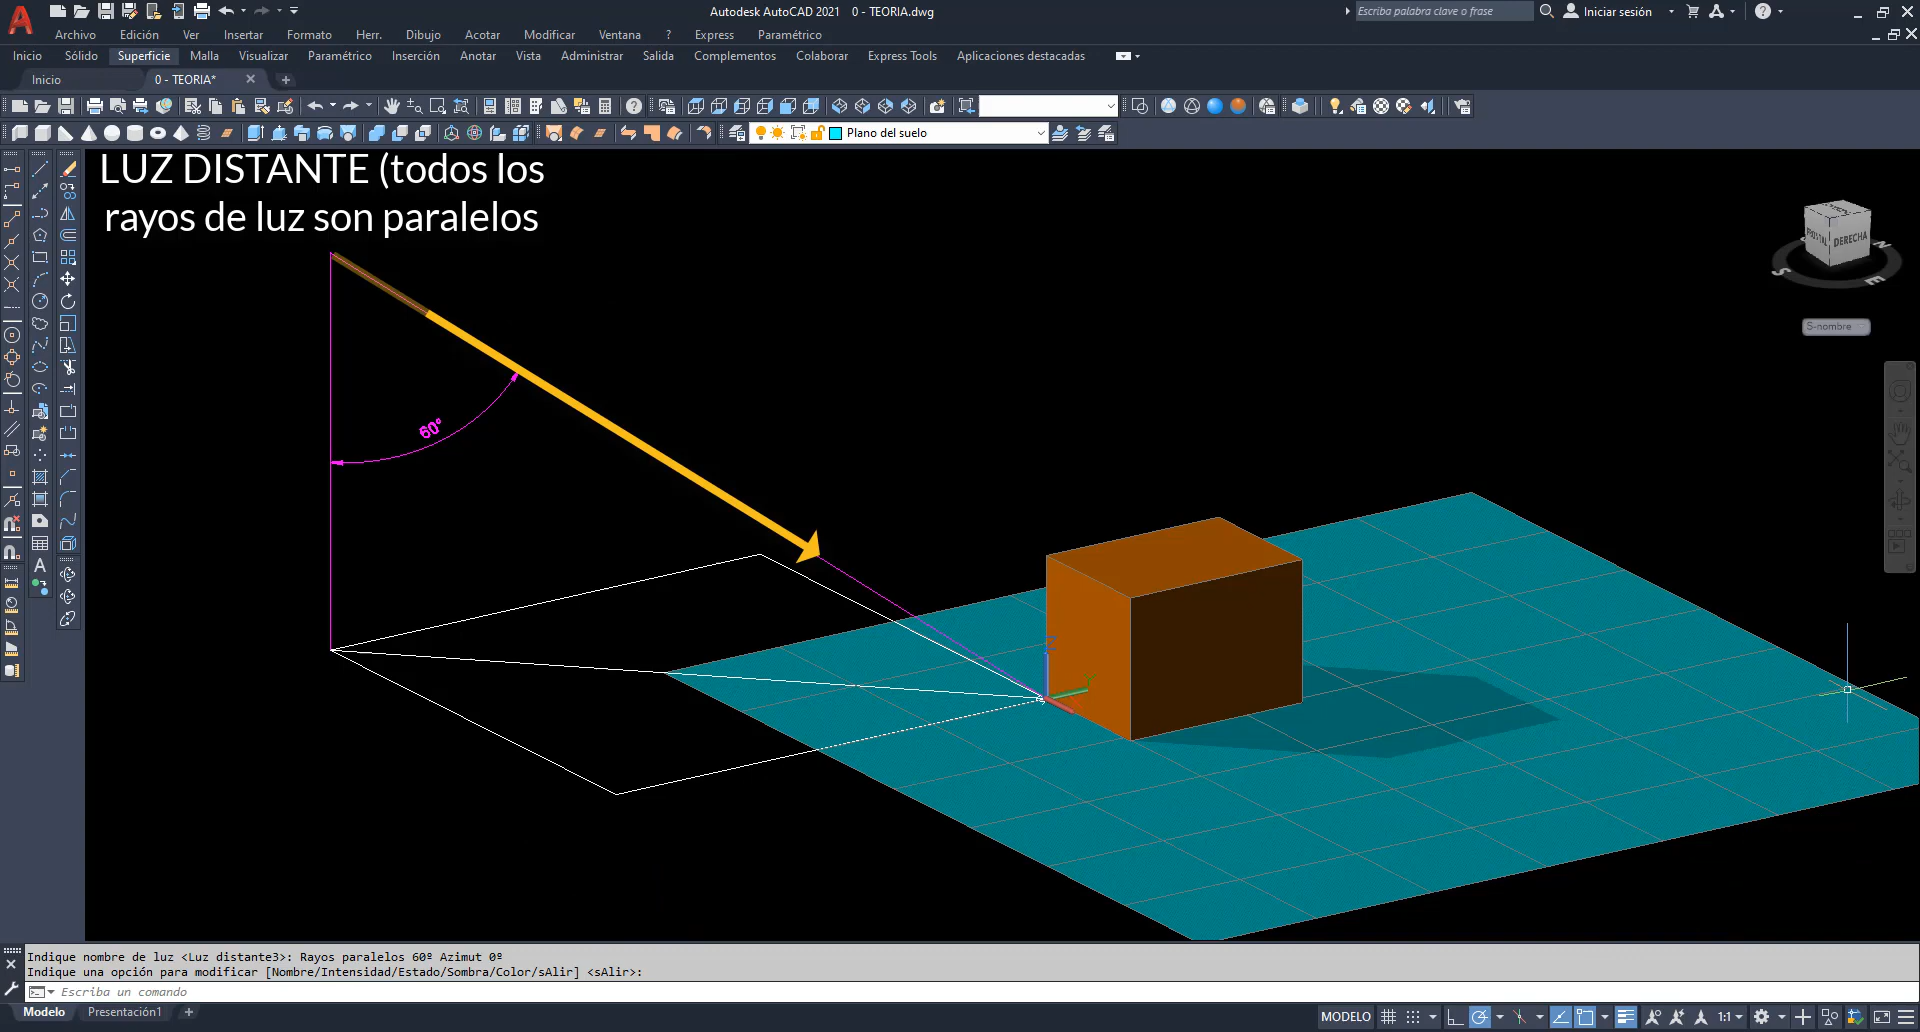 Autodesk AutoCAD 2021 0 - TEORIA.dwg
Escriba palabra clave o frase
Iniciar sesión
Archivo Edición Ver Insertar Formato Herr. Dibujo Acotar Modificar Ventana ? Express Paramétrico
Inicio Sólido Superficie Malla Visualizar Paramétrico Inserción Anotar Vista Administrar Salida Complementos Colaborar Express Tools Aplicaciones destacadas
Inicio 0 - TEORIA*
Plano del suelo
LUZ DISTANTE (todos los
rayos de luz son paralelos
DERECHA
N
S
E
S-nombre
60°
Z
Y
Indique nombre de luz <Luz distante3>: Rayos paralelos 60º Azimut 0º
Indique una opción para modificar [Nombre/Intensidad/Estado/Sombra/Color/sAlir] <sAlir>:
Escriba un comando
Modelo Presentación1
MODELO
1:1